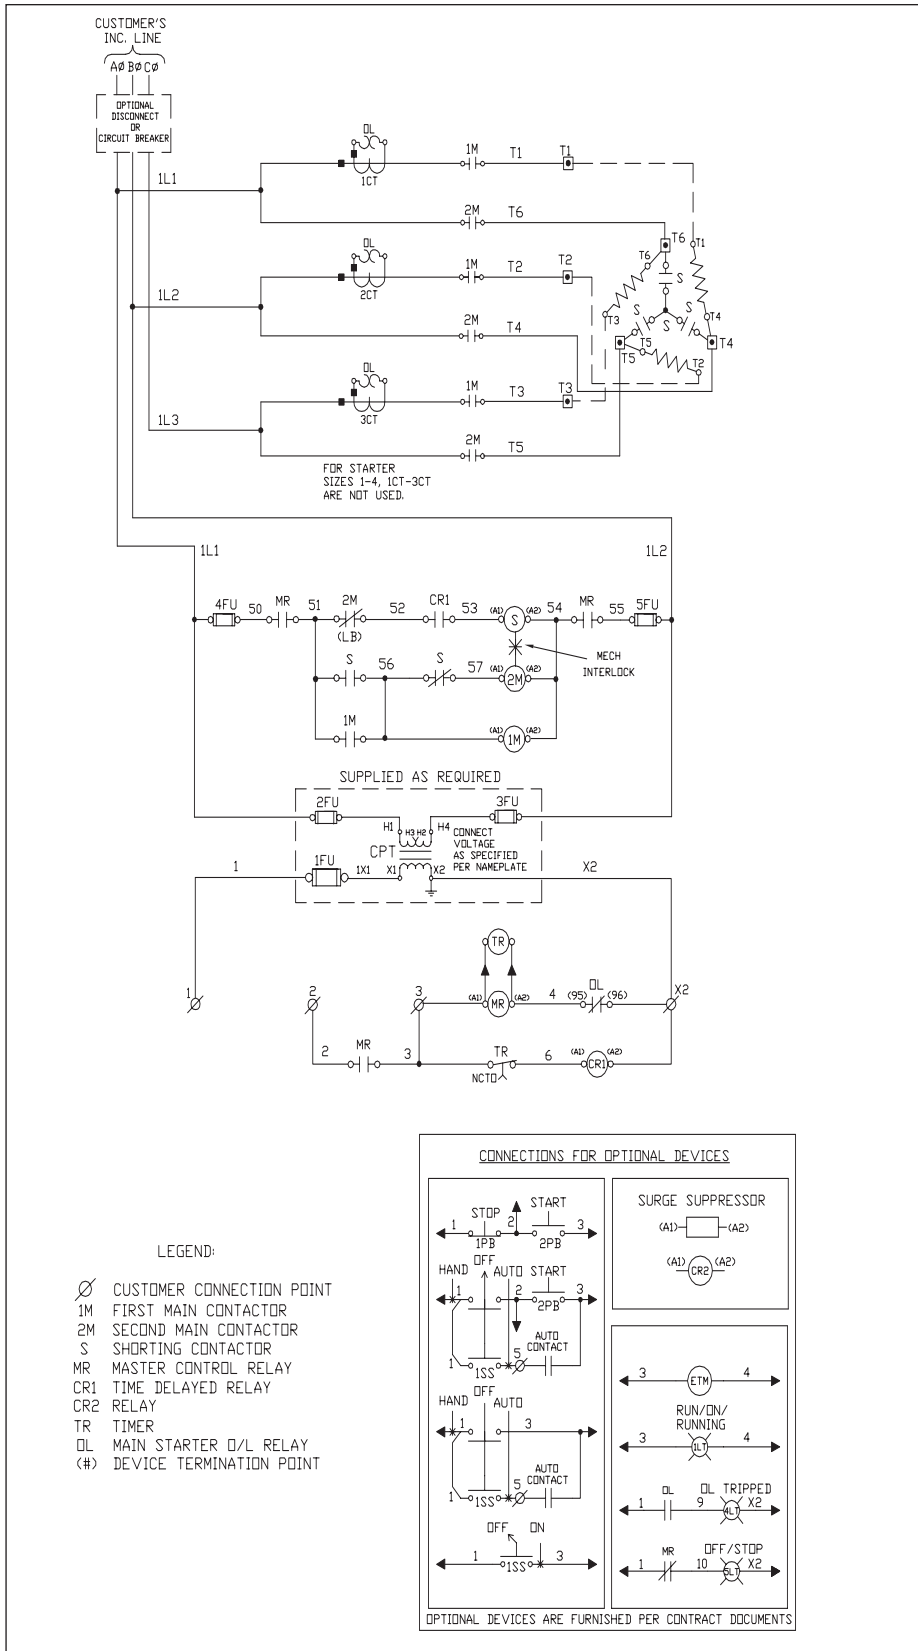 CUSTOMER'S
INC. LINE
AØ BØ CØ
OPTIONAL
DISCONNECT
OR
CIRCUIT BREAKER
OL
1CT
1M
T1
T1
1L1
2M
T6
T6
T1
T6
S
OL
2CT
1M
T2
T2
1L2
2M
T4
T3
S
S
T4
T5
T5
T2
T4
OL
3CT
1M
T3
T3
1L3
2M
T5
FOR STARTER
SIZES 1-4, 1CT-3CT
ARE NOT USED.
1L1
1L2
4FU
50
MR
51
2M
(LB)
52
CR1
53
(A1)
S
(A2)
54
MR
55
5FU
MECH
INTERLOCK
S
56
S
57
(A1)
2M
(A2)
1M
(A1)
1M
(A2)
SUPPLIED AS REQUIRED
2FU
3FU
H1
H3 H2
H4
CPT
CONNECT
VOLTAGE
AS SPECIFIED
PER NAMEPLATE
1
1FU
1X1
X1
X2
X2
TR
1
2
3
(A1)
MR
(A2)
4
(95)
OL
(96)
X2
2
MR
3
TR
NCTO
6
(A1)
CR1
(A2)
CONNECTIONS FOR OPTIONAL DEVICES
1
STOP
1PB
2
START
2PB
3
HAND
OFF
AUTO
START
1
2
2PB
3
1
1SS
5
AUTO
CONTACT
HAND
OFF
AUTO
1
3
1
1SS
5
AUTO
CONTACT
OFF
ON
1
1SS
3
SURGE SUPPRESSOR
(A1)
(A2)
(A1)
CR2
(A2)
3
ETM
4
RUN/ON/
RUNNING
3
1LT
4
1
OL
9
OL TRIPPED
4LT
X2
1
MR
10
OFF/STOP
5LT
X2
OPTIONAL DEVICES ARE FURNISHED PER CONTRACT DOCUMENTS
LEGEND:
Ø CUSTOMER CONNECTION POINT
1M FIRST MAIN CONTACTOR
2M SECOND MAIN CONTACTOR
S SHORTING CONTACTOR
MR MASTER CONTROL RELAY
CR1 TIME DELAYED RELAY
CR2 RELAY
TR TIMER
OL MAIN STARTER O/L RELAY
(#) DEVICE TERMINATION POINT